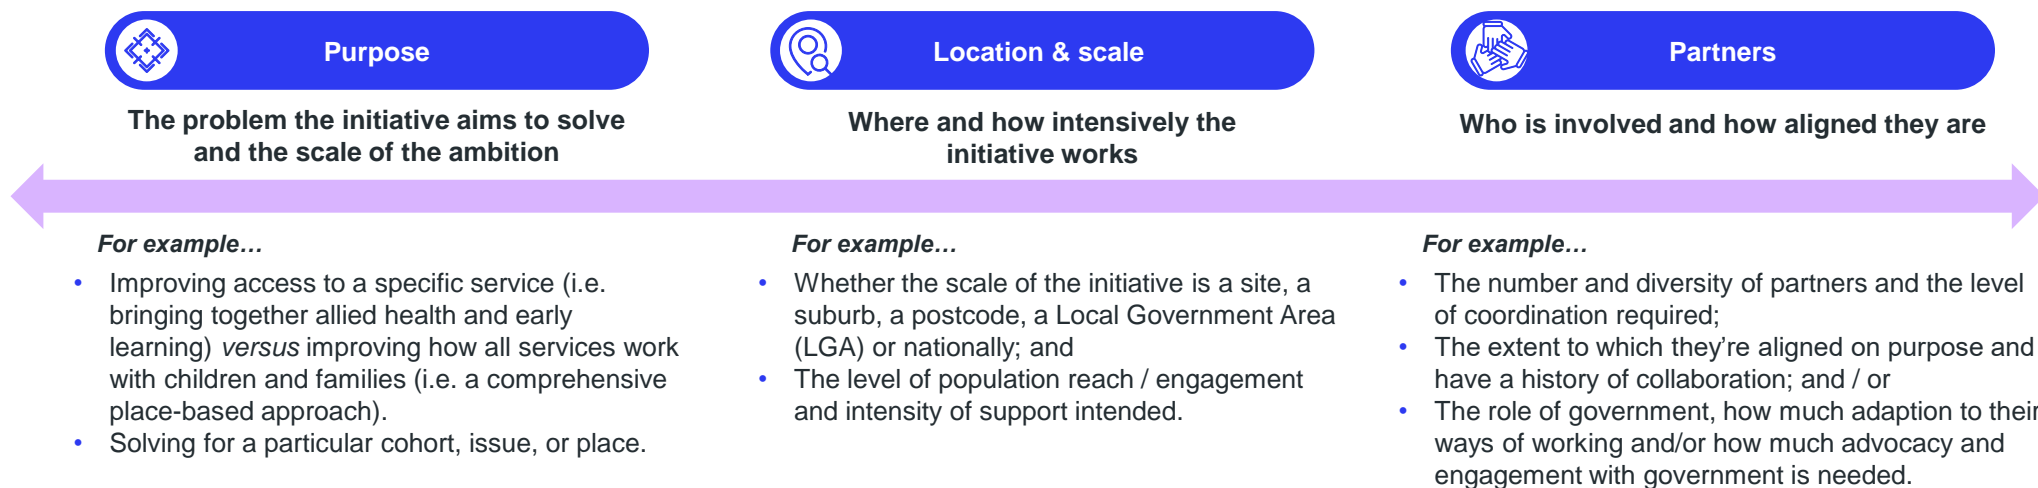 Purpose
The problem the initiative aims to solve
and the scale of the ambition
For example…
• Improving access to a specific service (i.e.
bringing together allied health and early
learning) versus improving how all services work
with children and families (i.e. a comprehensive
place-based approach).
• Solving for a particular cohort, issue, or place.
Location & scale
Where and how intensively the
initiative works
For example…
• Whether the scale of the initiative is a site, a
suburb, a postcode, a Local Government Area
(LGA) or nationally; and
• The level of population reach / engagement
and intensity of support intended.
Partners
Who is involved and how aligned they are
For example…
• The number and diversity of partners and the level
of coordination required;
• The extent to which they’re aligned on purpose and
have a history of collaboration; and / or
• The role of government, how much adaption to their
ways of working and/or how much advocacy and
engagement with government is needed.